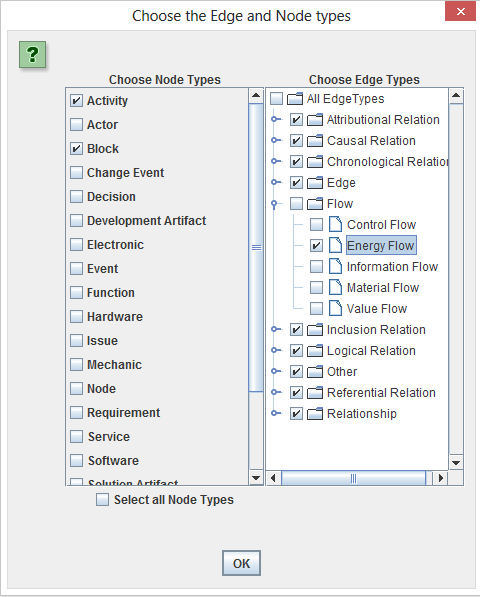 Choose the Edge and Node types
?
Choose Node Types
Activity
Actor
Block
Change Event
Decision
Development Artifact
Electronic
Event
Function
Hardware
Issue
Mechanic
Node
Requirement
Service
Software
Solution Artifact
Select all Node Types
Choose Edge Types
All EdgeTypes
Attributional Relation
Causal Relation
Chronological Relation
Edge
Flow
Control Flow
Energy Flow
Information Flow
Material Flow
Value Flow
Inclusion Relation
Logical Relation
Other
Referential Relation
Relationship
OK